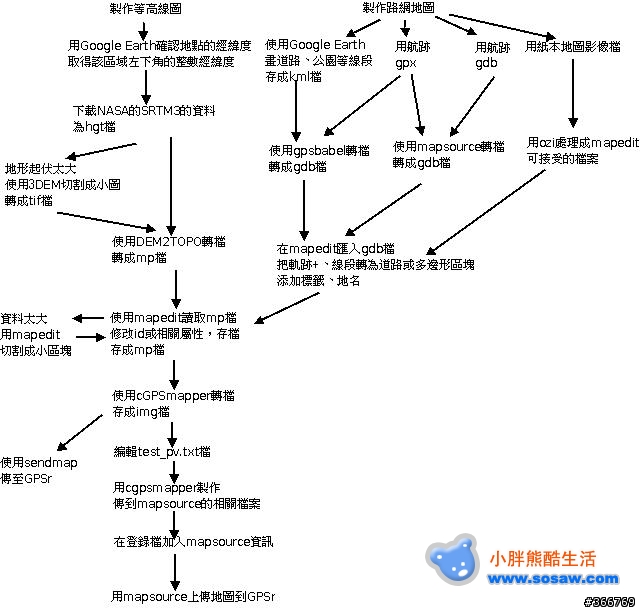 製作等高線圖
用Google Earth確認地點的經緯度
取得該區域左下角的整數經緯度
下載NASA的SRTM3的資料
為hgt檔
地形起伏太大
使用3DEM切割成小圖
轉成tif檔
使用DEM2TOPO轉檔
轉成mp檔
製作路網地圖
使用Google Earth
畫道路、公園等線段
存成kml檔
用航跡
gpx
用航跡
gdb
用紙本地圖影像檔
使用gpsbabel轉檔
轉成gdb檔
使用mapsource轉檔
轉成gdb檔
用ozi處理成mapedit
可接受的檔案
在mapedit匯入gdb檔
把軌跡+、線段轉為道路或多邊形區塊
添加標籤、地名
資料太大
用mapedit
切割成小區塊
使用mapedit讀取mp檔
修改id或相關屬性，存檔
存成mp檔
使用cGPSmapper轉檔
存成img檔
使用sendmap
傳至GPSr
編輯test_pv.txt檔
用cgpsmapper製作
傳到mapsource的相關檔案
在登錄檔加入mapsource資訊
用mapsource上傳地圖到GPSr
小胖熊酷生活
www.sosaw.com
#366769